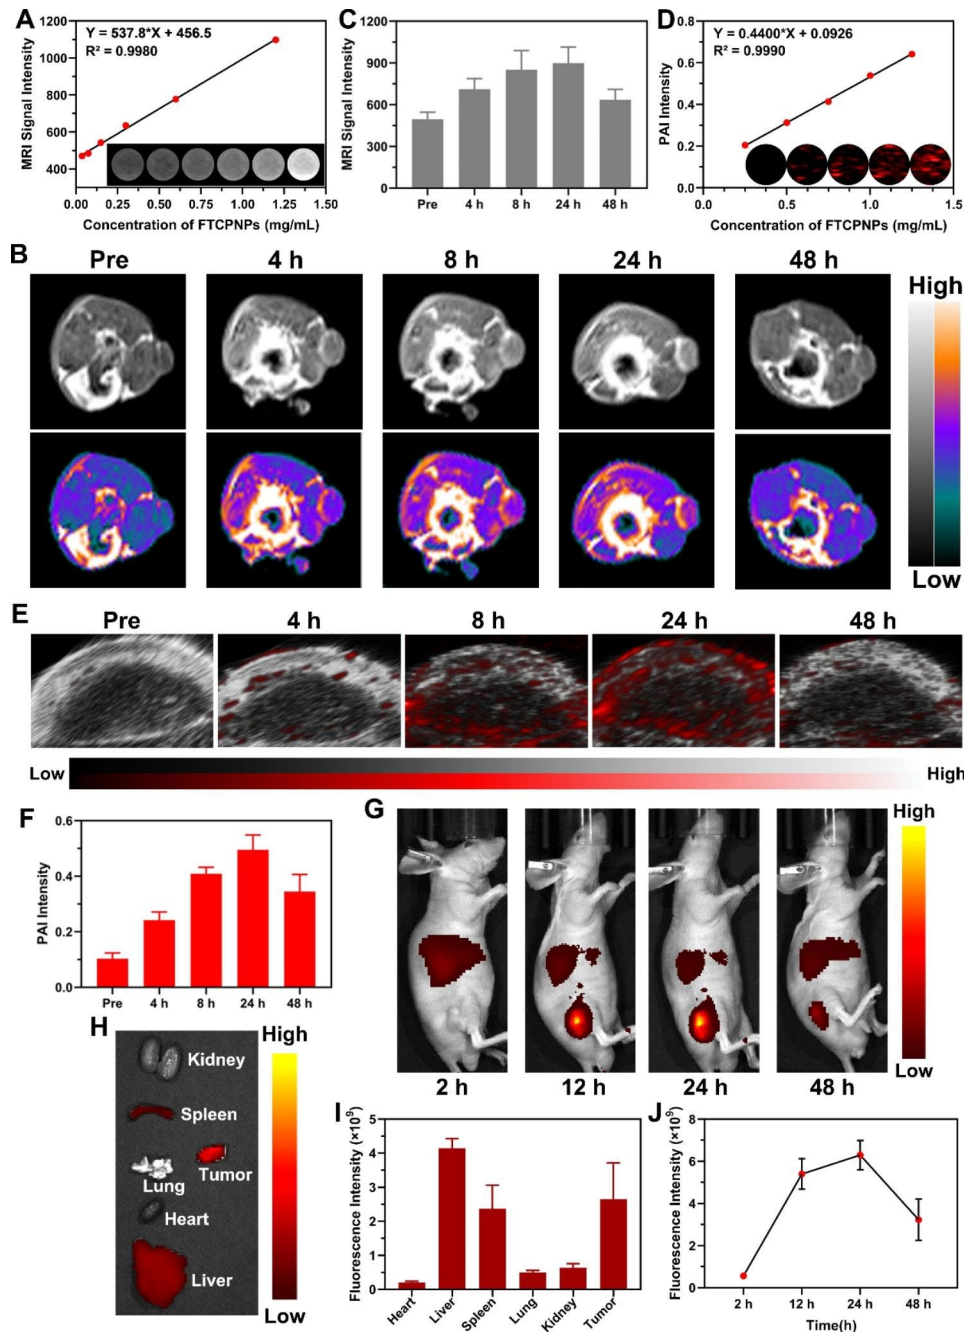 A
Y = 537.8*X + 456.5
R² = 0.9980
MRI Signal Intensity
1200
1000
800
600
400
0.00 0.25 0.50 0.75 1.00 1.25 1.50
Concentration of FTCPNPs (mg/mL)
C
MRI Signal Intensity
1200
900
600
300
0
Pre 4 h 8 h 24 h 48 h
D
Y = 0.4400*X + 0.0926
R² = 0.9990
PAI Intensity
0.8
0.6
0.4
0.2
0.0
0.0 0.5 1.0 1.5
Concentration of FTCPNPs (mg/mL)
B
Pre 4 h 8 h 24 h 48 h
High
Low
E
Pre 4 h 8 h 24 h 48 h
Low High
F
PAI Intensity
0.6
0.4
0.2
0.0
Pre 4 h 8 h 24 h 48 h
G
High
Low
2 h 12 h 24 h 48 h
H
Kidney
Spleen
Tumor
Lung
Heart
Liver
High
Low
I
Fluorescence Intensity (×10⁹)
5
4
3
2
1
0
Heart Liver Spleen Lung Kidney Tumor
J
Fluorescence Intensity (×10⁹)
8
6
4
2
0
2 h 12 h 24 h 48 h
Time(h)